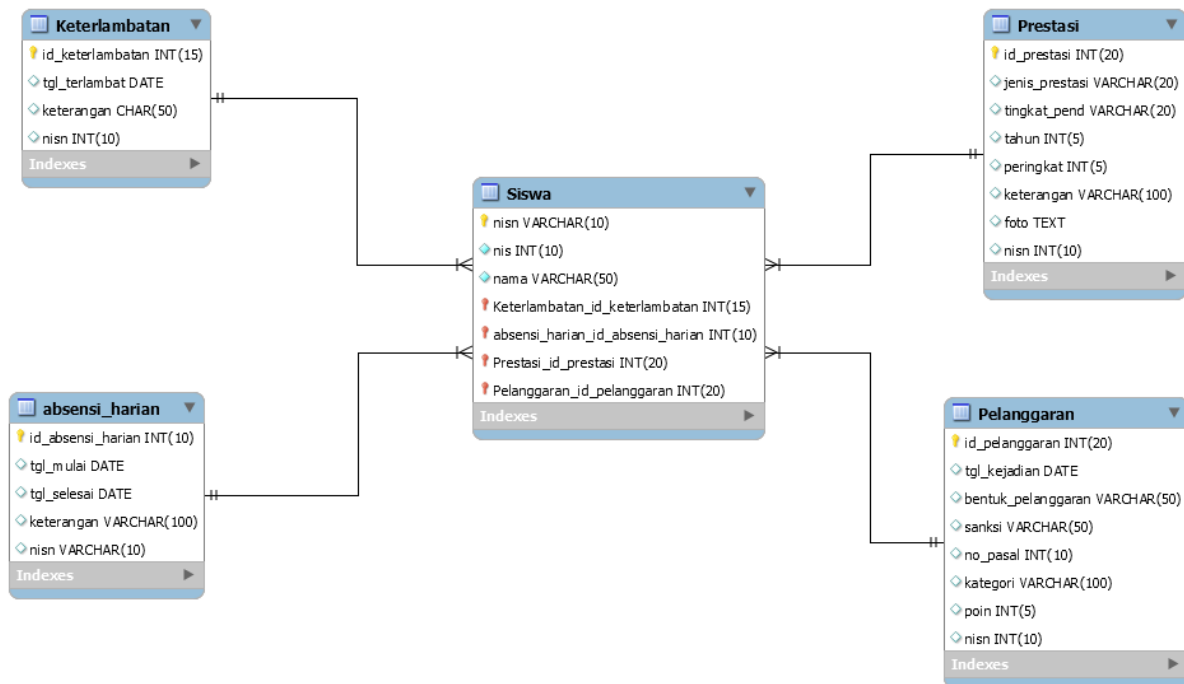 Keterlambatan
id_keterlambatan INT(15)
tgl_terlambat DATE
keterangan CHAR(50)
nisn INT(10)
Indexes
Prestasi
id_prestasi INT(20)
jenis_prestasi VARCHAR(20)
tingkat_pend VARCHAR(20)
tahun INT(5)
peringkat INT(5)
keterangan VARCHAR(100)
foto TEXT
nisn INT(10)
Indexes
Siswa
nisn VARCHAR(10)
nis INT(10)
nama VARCHAR(50)
Keterlambatan_id_keterlambatan INT(15)
absensi_harian_id_absensi_harian INT(10)
Prestasi_id_prestasi INT(20)
Pelanggaran_id_pelanggaran INT(20)
Indexes
absensi_harian
id_absensi_harian INT(10)
tgl_mulai DATE
tgl_selesai DATE
keterangan VARCHAR(100)
nisn VARCHAR(10)
Indexes
Pelanggaran
id_pelanggaran INT(20)
tgl_kejadian DATE
bentuk_pelanggaran VARCHAR(50)
sanksi VARCHAR(50)
no_pasal INT(10)
kategori VARCHAR(100)
poin INT(5)
nisn INT(10)
Indexes